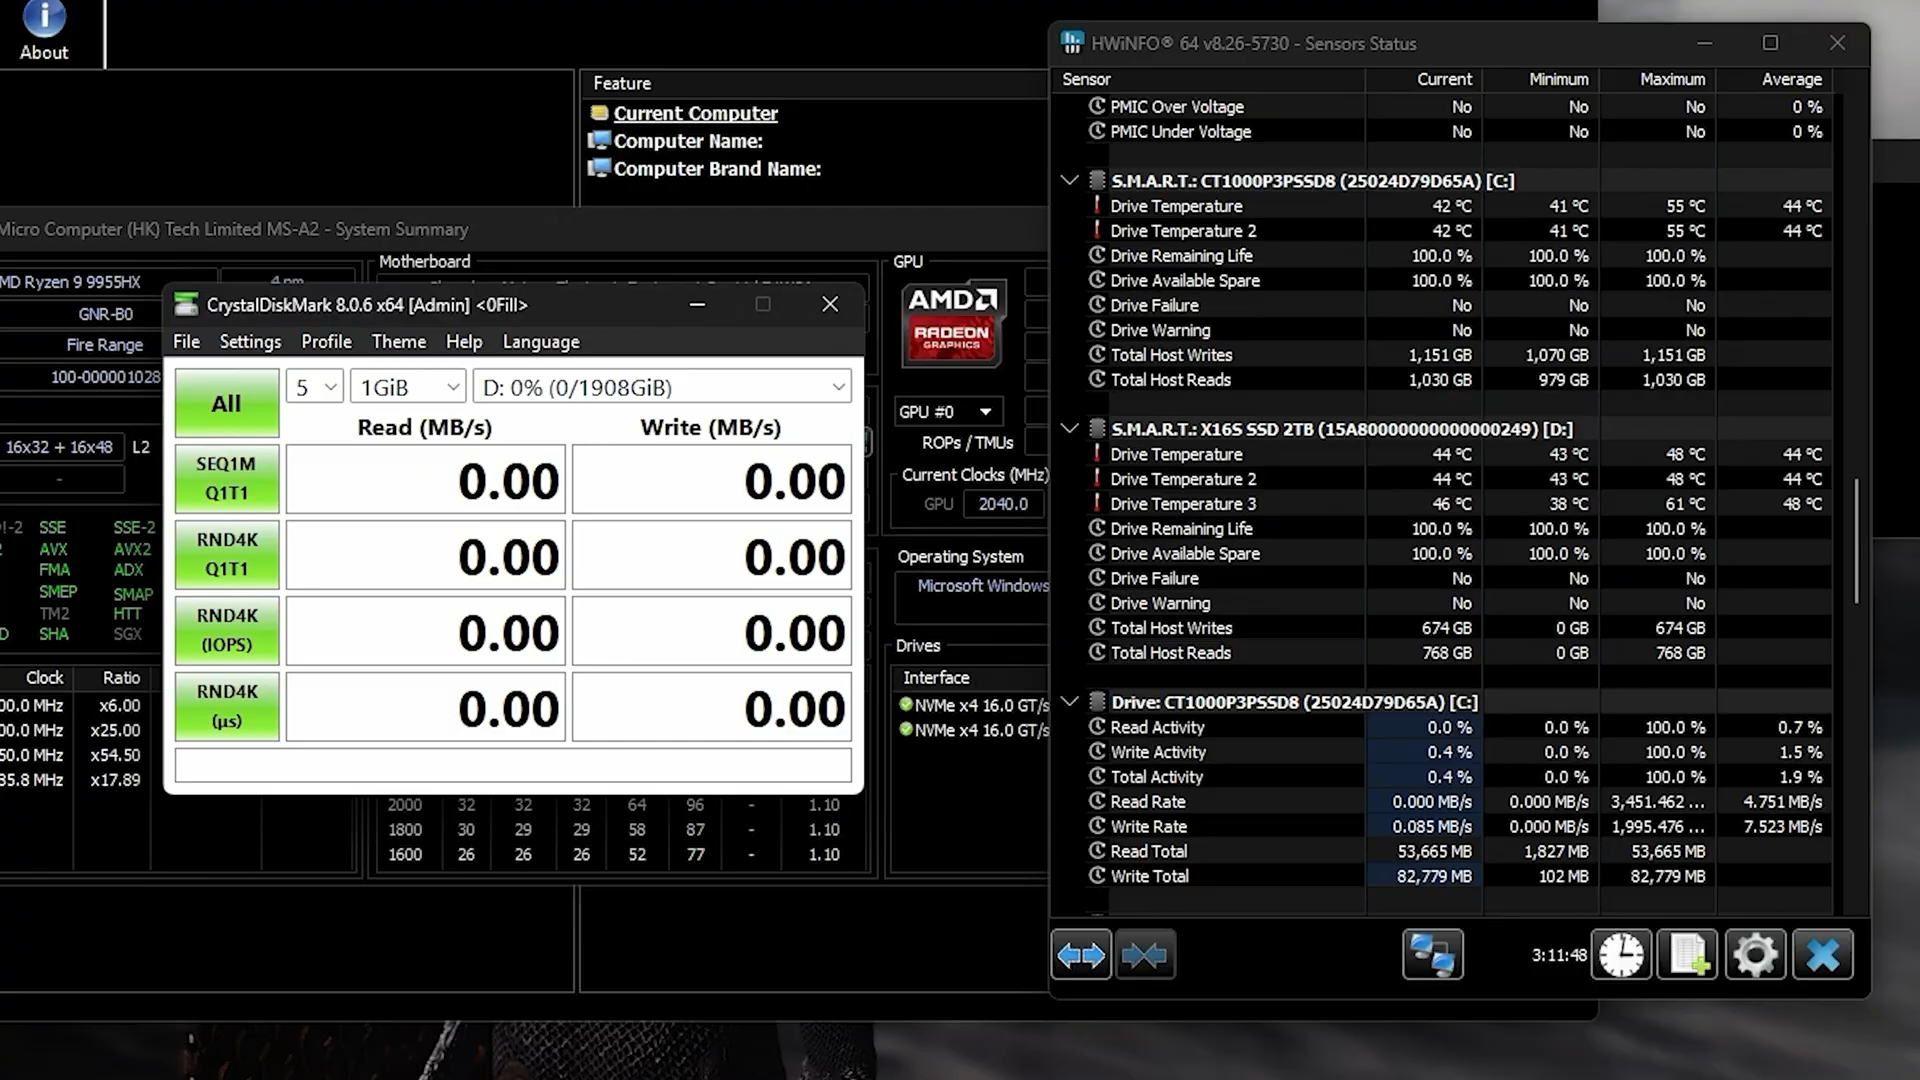 About
Feature
Current Computer
Computer Name:
Computer Brand Name:
Micro Computer (HK) Tech Limited MS-A2 - System Summary
MD Ryzen 9 9955HX
4 nm
GNR-B0
Fire Range
100-000001028
16x32 + 16x48
L2
-
SSE SSE-2
AVX AVX2
FMA ADX
SMEP SMAP
TM2 HTT
SHA SGX
Clock Ratio
00.0 MHz x6.00
00.0 MHz x25.00
50.0 MHz x54.50
35.8 MHz x17.89
Motherboard
CrystalDiskMark 8.0.6 x64 [Admin] <0Fill>
File Settings Profile Theme Help Language
All 5 1GiB D: 0% (0/1908GiB)
Read (MB/s) Write (MB/s)
SEQ1M
Q1T1
0.00 0.00
RND4K
Q1T1
0.00 0.00
RND4K
(IOPS)
0.00 0.00
RND4K
(µs)
0.00 0.00
2000 32 32 32 64 96 - 1.10
1800 30 29 29 58 87 - 1.10
1600 26 26 26 52 77 - 1.10
GPU
AMD
RADEON
GRAPHICS
GPU #0
ROPs / TMUs
Current Clocks (MHz)
GPU 2040.0
Operating System
Microsoft Windows
Drives
Interface
NVMe x4 16.0 GT/s
NVMe x4 16.0 GT/s
HWiNFO® 64 v8.26-5730 - Sensors Status
Sensor Current Minimum Maximum Average
PMIC Over Voltage No No No 0 %
PMIC Under Voltage No No No 0 %
S.M.A.R.T.: CT1000P3PSSD8 (25024D79D65A) [C:]
Drive Temperature 42 °C 41 °C 55 °C 44 °C
Drive Temperature 2 42 °C 41 °C 55 °C 44 °C
Drive Remaining Life 100.0 % 100.0 % 100.0 %
Drive Available Spare 100.0 % 100.0 % 100.0 %
Drive Failure No No No
Drive Warning No No No
Total Host Writes 1,151 GB 1,070 GB 1,151 GB
Total Host Reads 1,030 GB 979 GB 1,030 GB
S.M.A.R.T.: X16S SSD 2TB (15A80000000000000249) [D:]
Drive Temperature 44 °C 43 °C 48 °C 44 °C
Drive Temperature 2 44 °C 43 °C 48 °C 44 °C
Drive Temperature 3 46 °C 38 °C 61 °C 48 °C
Drive Remaining Life 100.0 % 100.0 % 100.0 %
Drive Available Spare 100.0 % 100.0 % 100.0 %
Drive Failure No No No
Drive Warning No No No
Total Host Writes 674 GB 0 GB 674 GB
Total Host Reads 768 GB 0 GB 768 GB
Drive: CT1000P3PSSD8 (25024D79D65A) [C:]
Read Activity 0.0 % 0.0 % 100.0 % 0.7 %
Write Activity 0.4 % 0.0 % 100.0 % 1.5 %
Total Activity 0.4 % 0.0 % 100.0 % 1.9 %
Read Rate 0.000 MB/s 0.000 MB/s 3,451.462 ... 4.751 MB/s
Write Rate 0.085 MB/s 0.000 MB/s 1,995.476 ... 7.523 MB/s
Read Total 53,665 MB 1,827 MB 53,665 MB
Write Total 82,779 MB 102 MB 82,779 MB
3:11:48